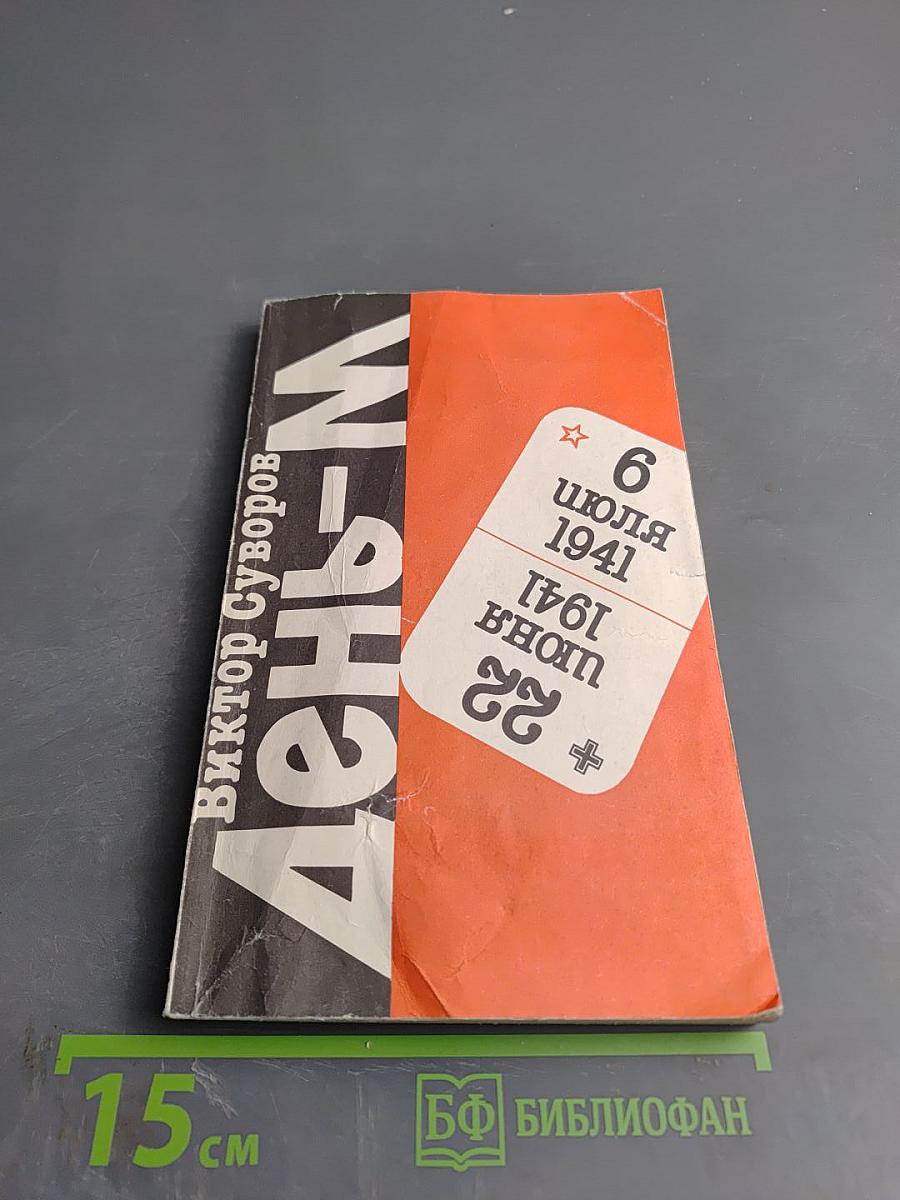 Виктор Суворов
День-М
6
июля
1941
22
июня
1941
15 см
БФ БИБЛИОФАН